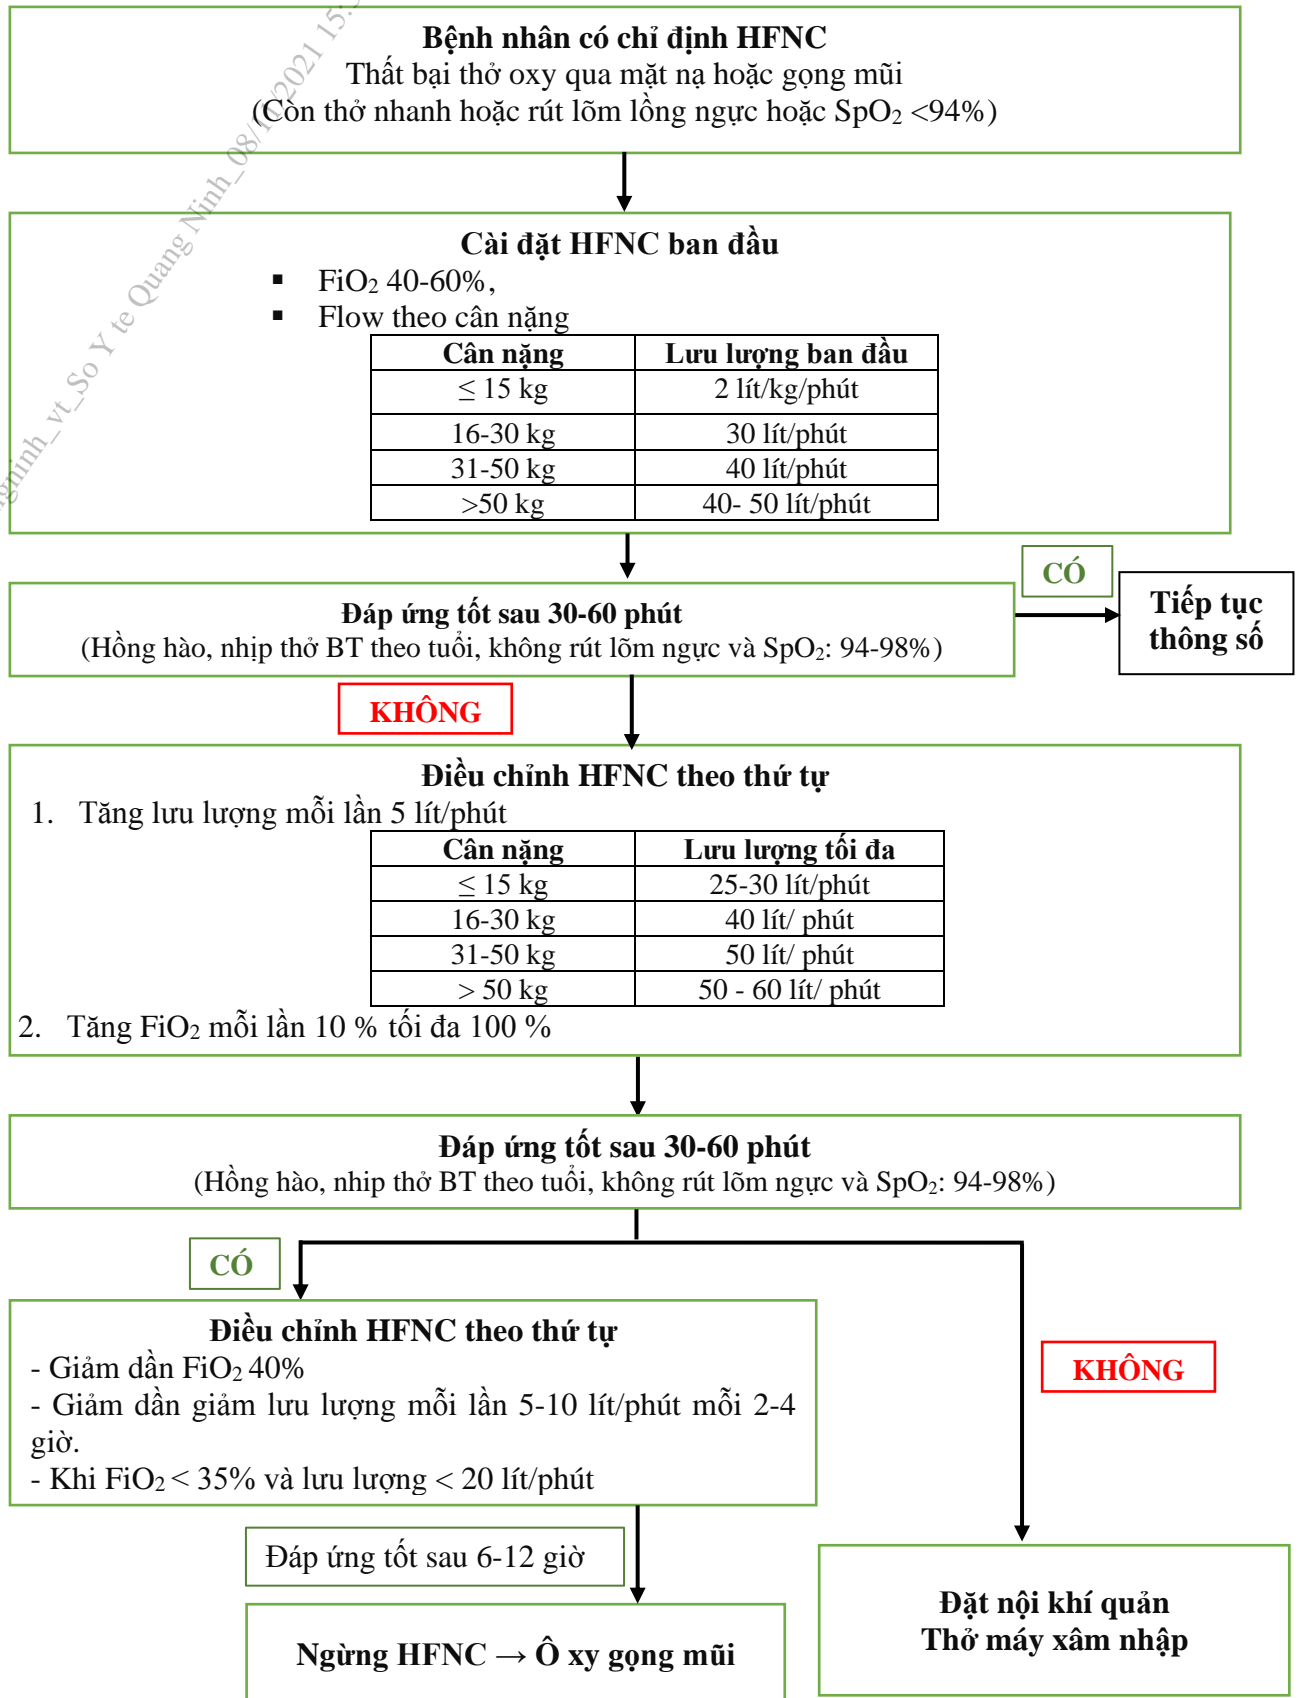 Bệnh nhân có chỉ định HFNC
Thất bại thở oxy qua mặt nạ hoặc gọng mũi
(Còn thở nhanh hoặc rút lõm lồng ngực hoặc SpO₂ <94%)
Cài đặt HFNC ban đầu
▪ FiO₂ 40-60%,
▪ Flow theo cân nặng
Cân nặng Lưu lượng ban đầu
≤ 15 kg 2 lít/kg/phút
16-30 kg 30 lít/phút
31-50 kg 40 lít/phút
>50 kg 40- 50 lít/phút
Đáp ứng tốt sau 30-60 phút
(Hồng hào, nhịp thở BT theo tuổi, không rút lõm ngực và SpO₂: 94-98%)
CÓ
Tiếp tục
thông số
KHÔNG
Điều chỉnh HFNC theo thứ tự
1. Tăng lưu lượng mỗi lần 5 lít/phút
Cân nặng Lưu lượng tối đa
≤ 15 kg 25-30 lít/phút
16-30 kg 40 lít/ phút
31-50 kg 50 lít/ phút
> 50 kg 50 - 60 lít/ phút
2. Tăng FiO₂ mỗi lần 10 % tối đa 100 %
Đáp ứng tốt sau 30-60 phút
(Hồng hào, nhip thở BT theo tuổi, không rút lõm ngực và SpO₂: 94-98%)
CÓ
Điều chỉnh HFNC theo thứ tự
- Giảm dần FiO₂ 40%
- Giảm dần giảm lưu lượng mỗi lần 5-10 lít/phút mỗi 2-4
giờ.
- Khi FiO₂ < 35% và lưu lượng < 20 lít/phút
KHÔNG
Đáp ứng tốt sau 6-12 giờ
Ngừng HFNC → Ô xy gọng mũi
Đặt nội khí quản
Thở máy xâm nhập
vt_So Y te Quang Ninh_08/